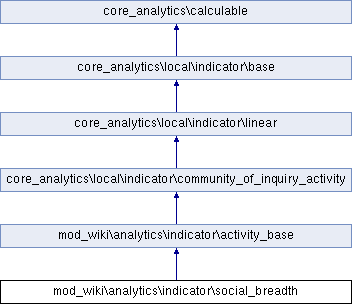 core_analytics\calculable
core_analytics\local\indicator\base
core_analytics\local\indicator\linear
core_analytics\local\indicator\community_of_inquiry_activity
mod_wiki\analytics\indicator\activity_base
mod_wiki\analytics\indicator\social_breadth